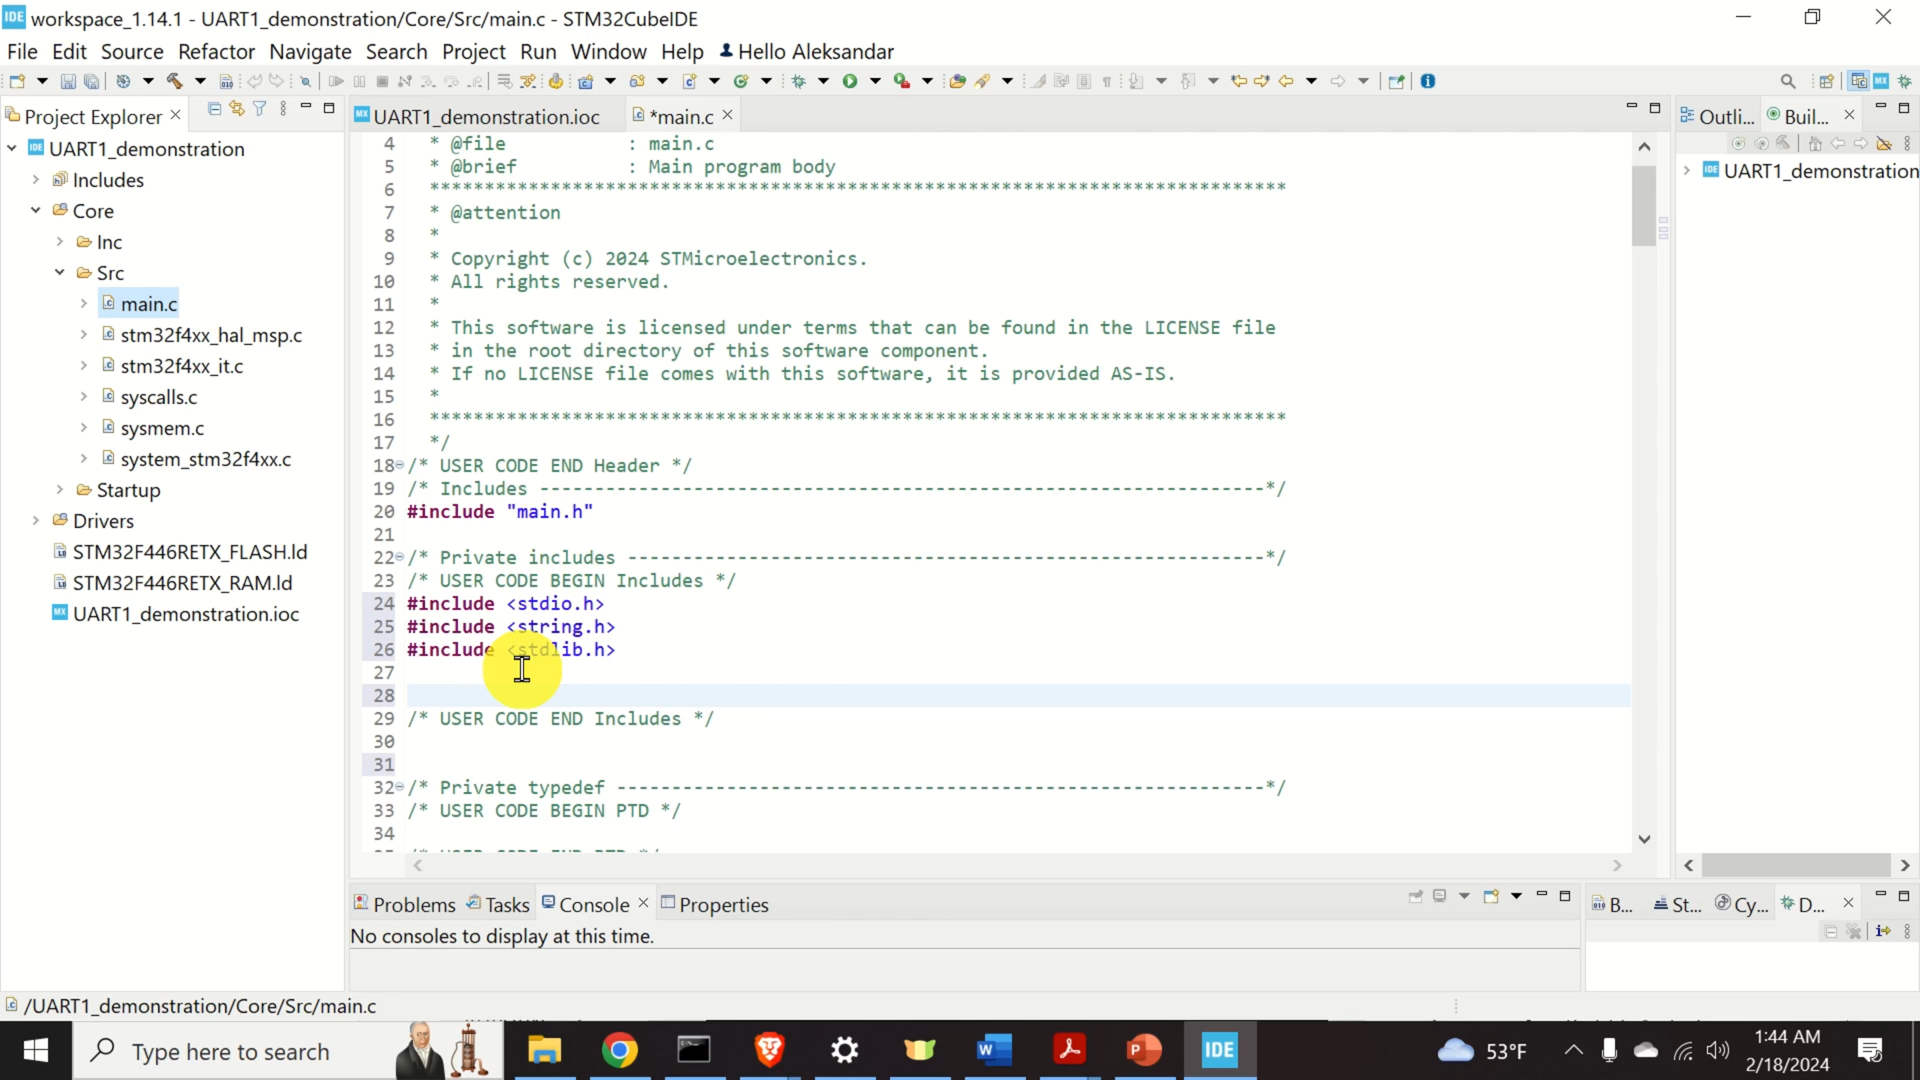 workspace_1.14.1 - UART1_demonstration/Core/Src/main.c - STM32CubeIDE
File Edit Source Refactor Navigate Search Project Run Window Help Hello Aleksandar
Project Explorer
UART1_demonstration
Includes
Core
Inc
Src
main.c
stm32f4xx_hal_msp.c
stm32f4xx_it.c
syscalls.c
sysmem.c
system_stm32f4xx.c
Startup
Drivers
STM32F446RETX_FLASH.ld
STM32F446RETX_RAM.ld
UART1_demonstration.ioc
UART1_demonstration.ioc *main.c
4 * @file : main.c
5 * @brief : Main program body
6 ******************************************************************************
7 * @attention
8 *
9 * Copyright (c) 2024 STMicroelectronics.
10 * All rights reserved.
11 *
12 * This software is licensed under terms that can be found in the LICENSE file
13 * in the root directory of this software component.
14 * If no LICENSE file comes with this software, it is provided AS-IS.
15 *
16 ******************************************************************************
17 */
18 /* USER CODE END Header */
19 /* Includes ------------------------------------------------------------------*/
20 #include "main.h"
21
22 /* Private includes ----------------------------------------------------------*/
23 /* USER CODE BEGIN Includes */
24 #include <stdio.h>
25 #include <string.h>
26 #include <stdlib.h>
27
28
29 /* USER CODE END Includes */
30
31
32 /* Private typedef -----------------------------------------------------------*/
33 /* USER CODE BEGIN PTD */
34
Outli... Buil...
UART1_demonstration
Problems Tasks Console Properties
No consoles to display at this time.
B... St... Cy... D...
/UART1_demonstration/Core/Src/main.c
Type here to search
IDE
53°F
1:44 AM
2/18/2024